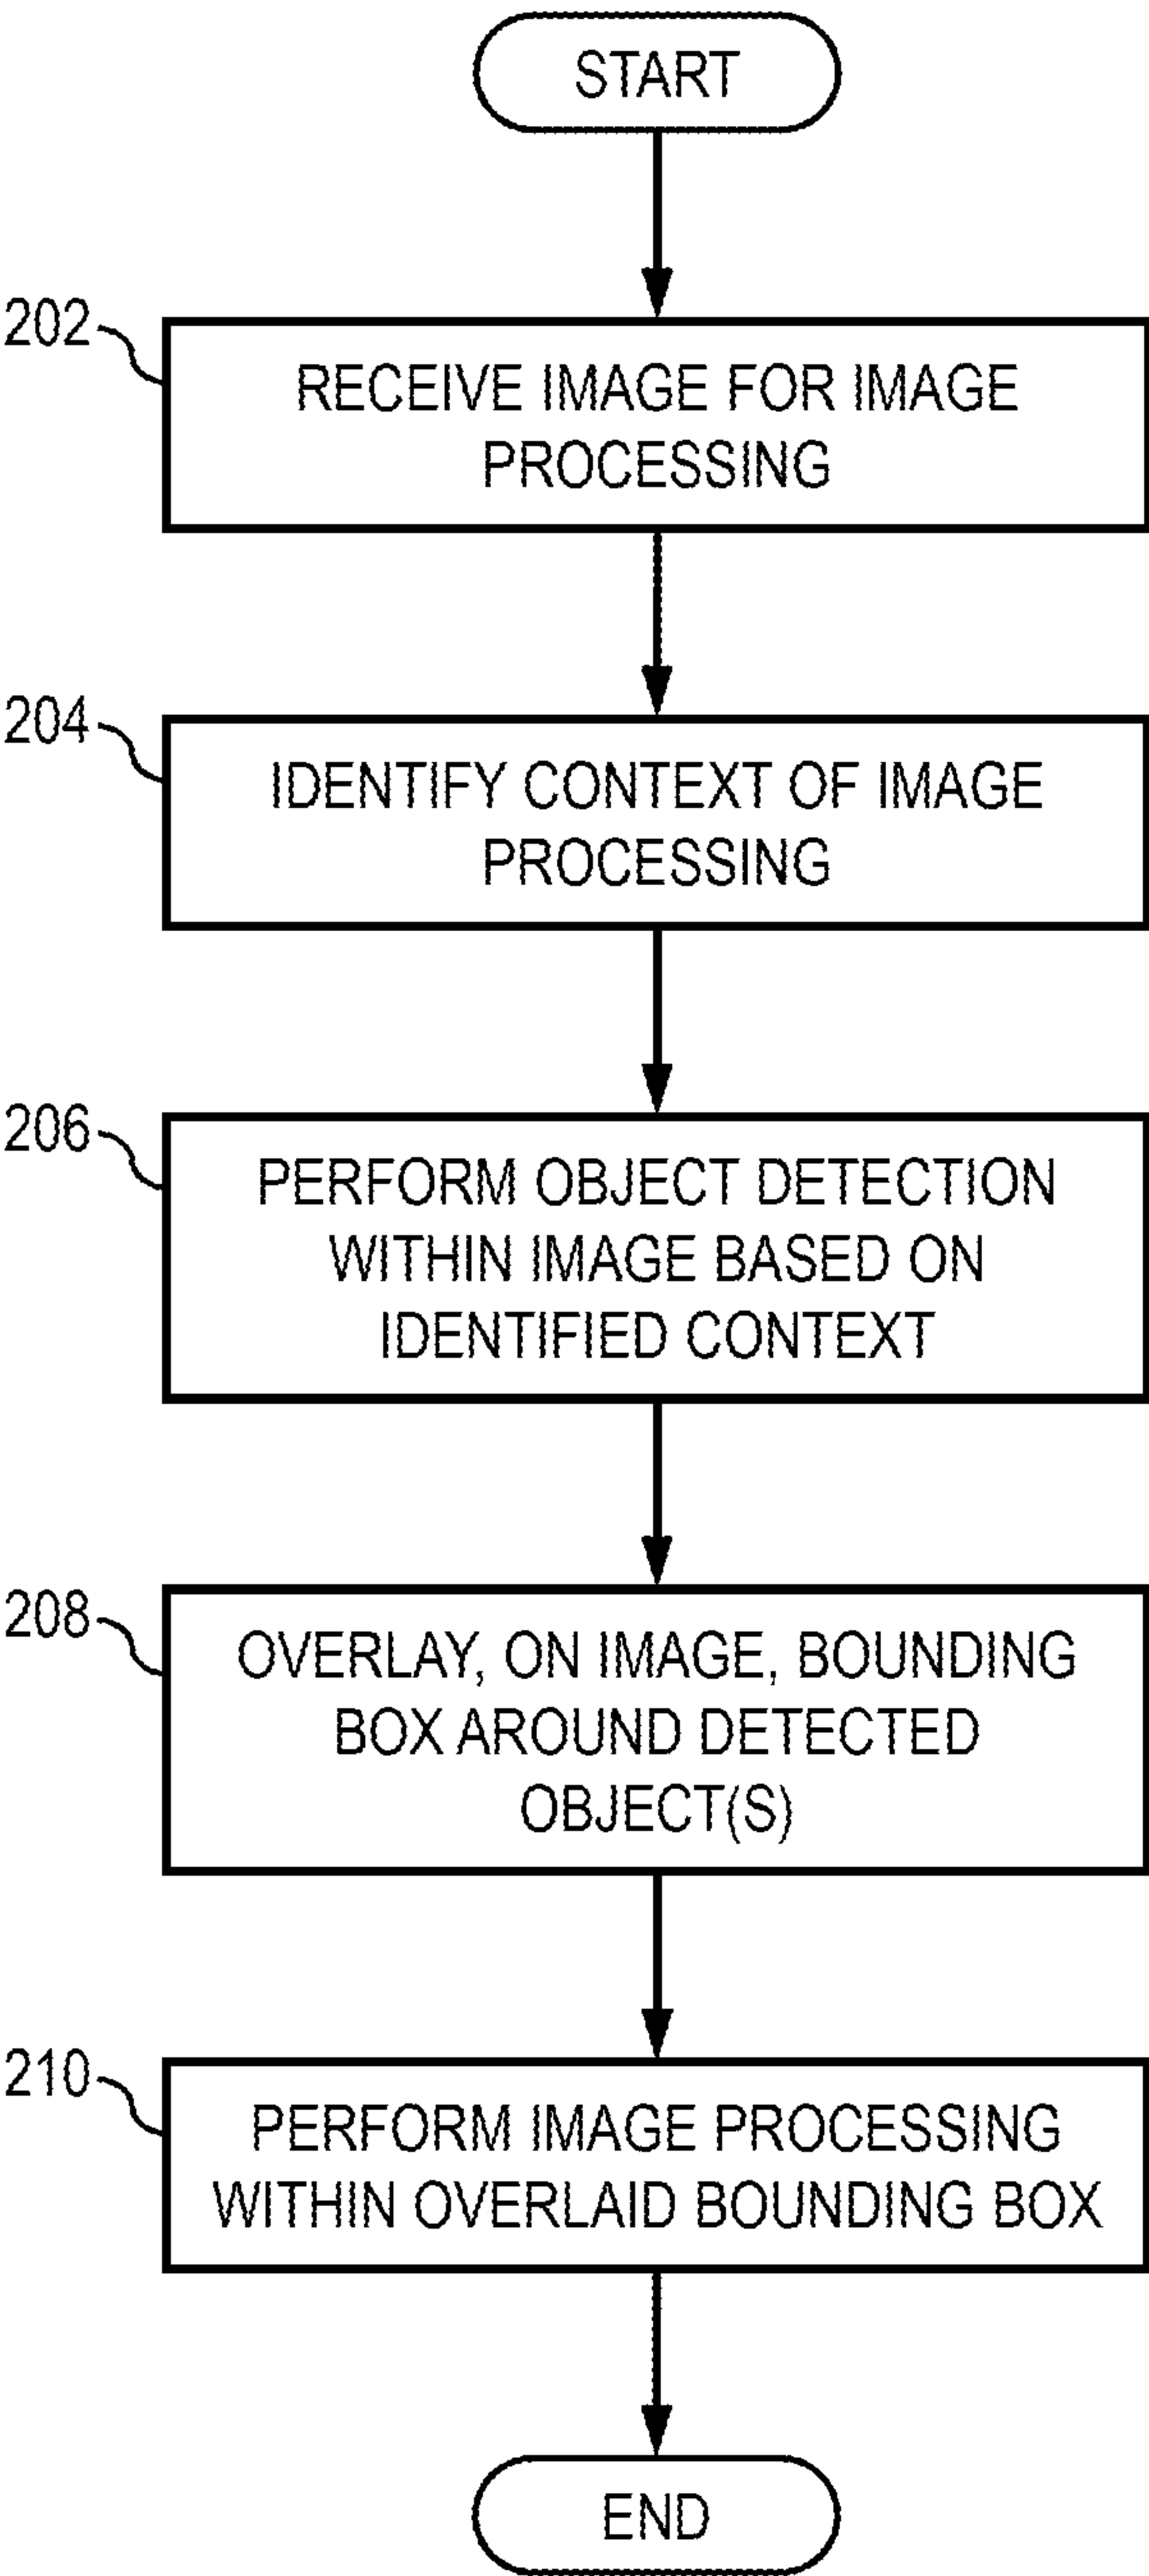 START
202
RECEIVE IMAGE FOR IMAGE
PROCESSING
204
IDENTIFY CONTEXT OF IMAGE
PROCESSING
206
PERFORM OBJECT DETECTION
WITHIN IMAGE BASED ON
IDENTIFIED CONTEXT
208
OVERLAY, ON IMAGE, BOUNDING
BOX AROUND DETECTED
OBJECT(S)
210
PERFORM IMAGE PROCESSING
WITHIN OVERLAID BOUNDING BOX
END